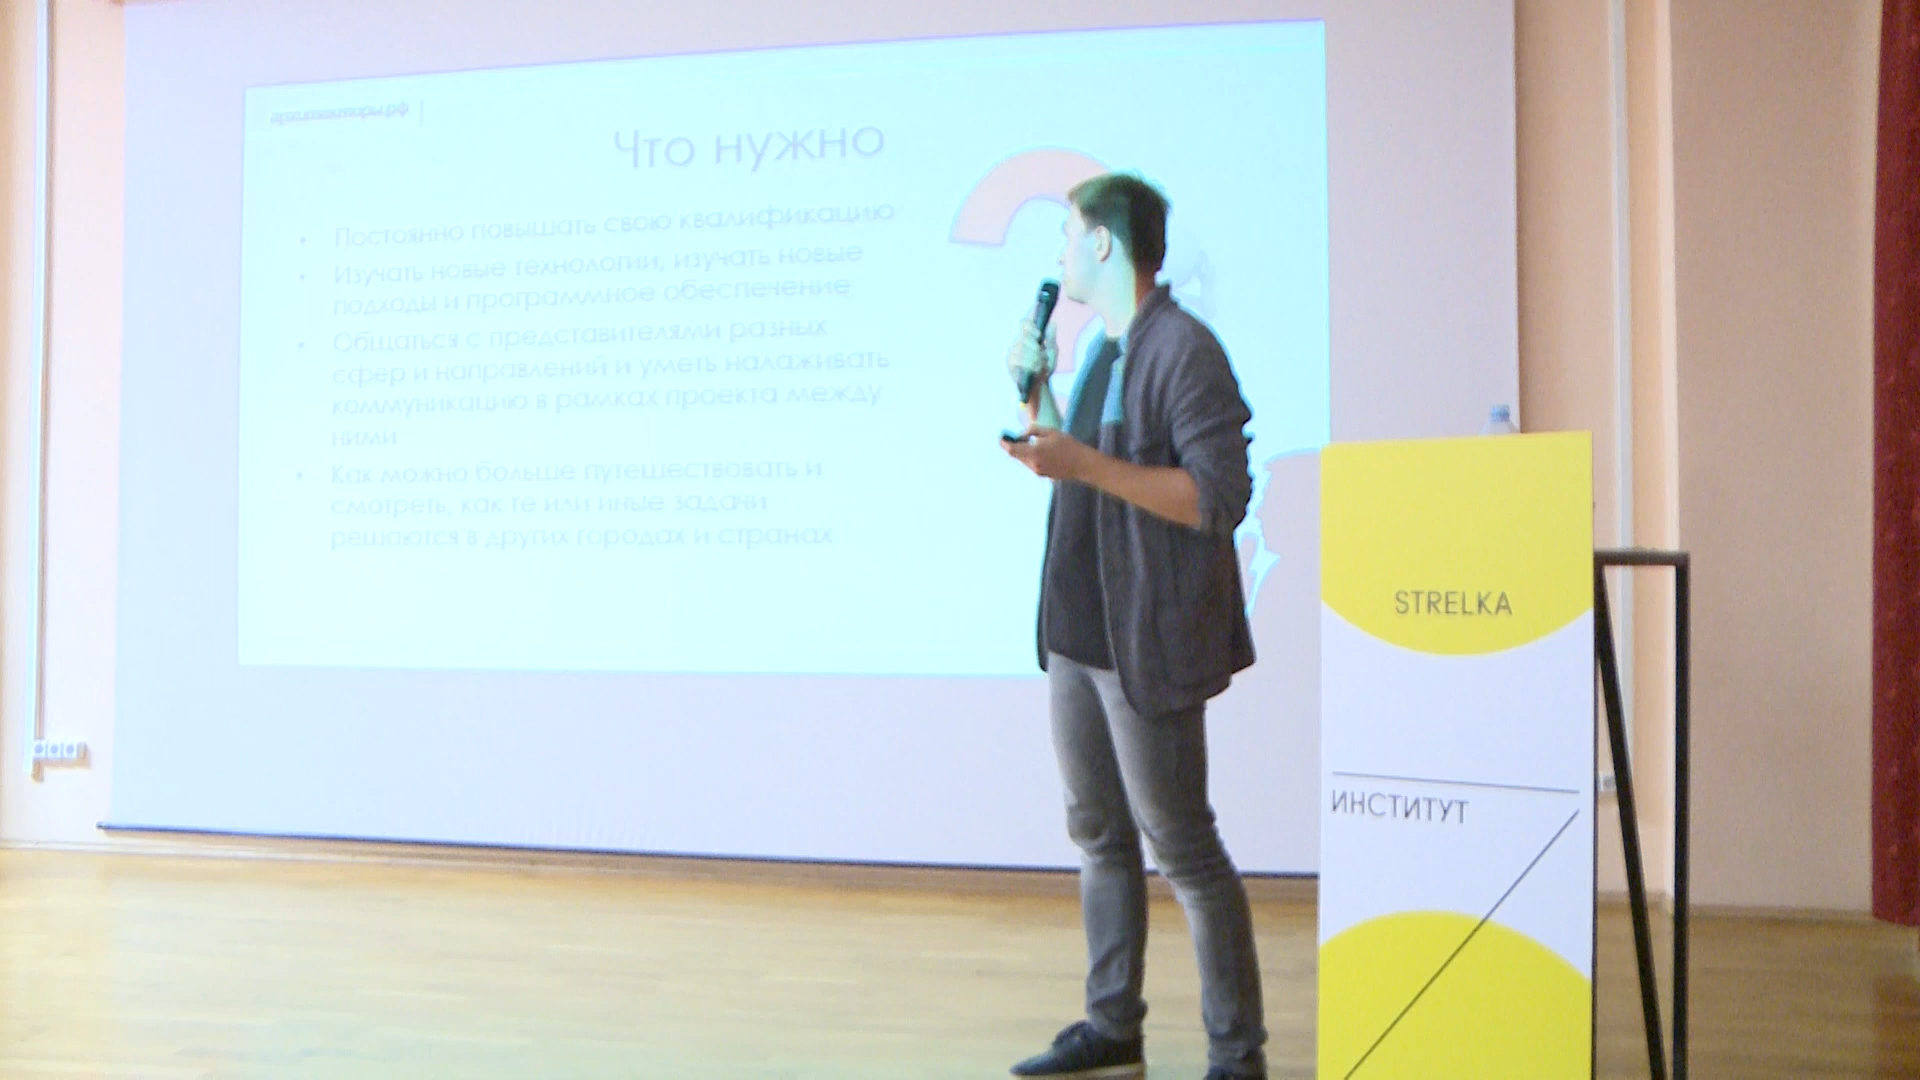 архитекторы.рф
Что нужно
• Постоянно повышать свою квалификацию
• Изучать новые технологии, изучать новые
подходы и программное обеспечение
• Общаться с представителями разных
сфер и направлений и уметь налаживать
коммуникацию в рамках проекта между
ними
• Как можно больше путешествовать и
смотреть, как те или иные задачи
решаются в других городах и странах
STRELKA
ИНСТИТУТ